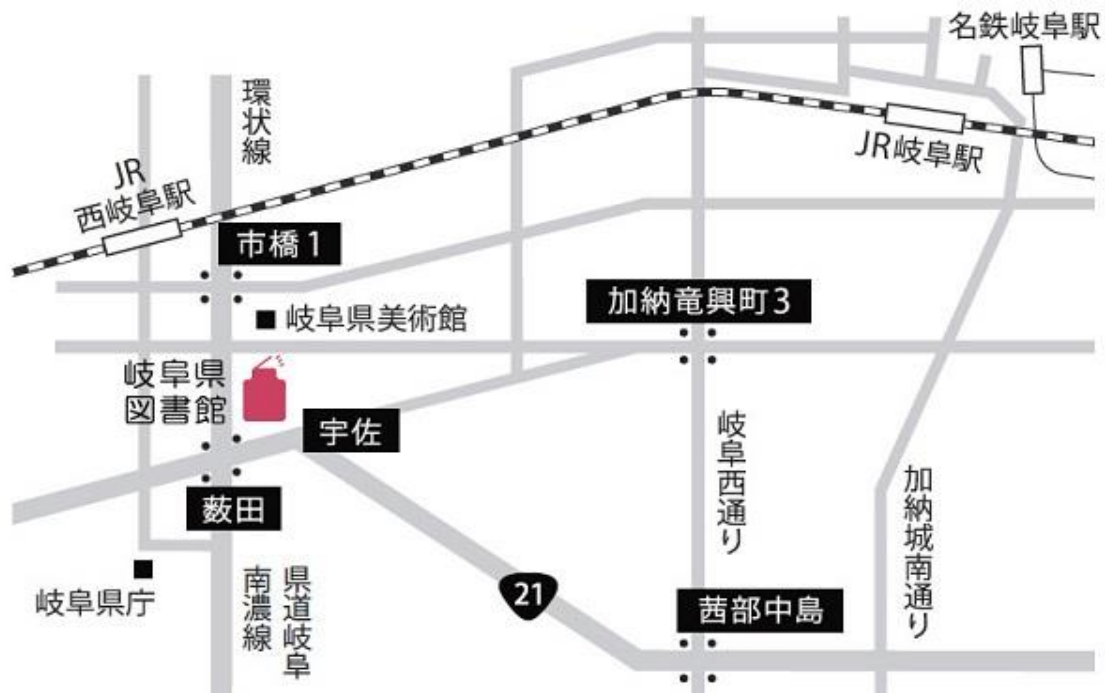 名鉄岐阜駅
環状線
JR岐阜駅
JR
西岐阜駅
市橋1
加納竜興町3
岐阜県美術館
岐阜県
図書館
宇佐
岐阜西通り
加納城南通り
薮田
岐阜県庁
県道岐阜
南濃線
21
茜部中島